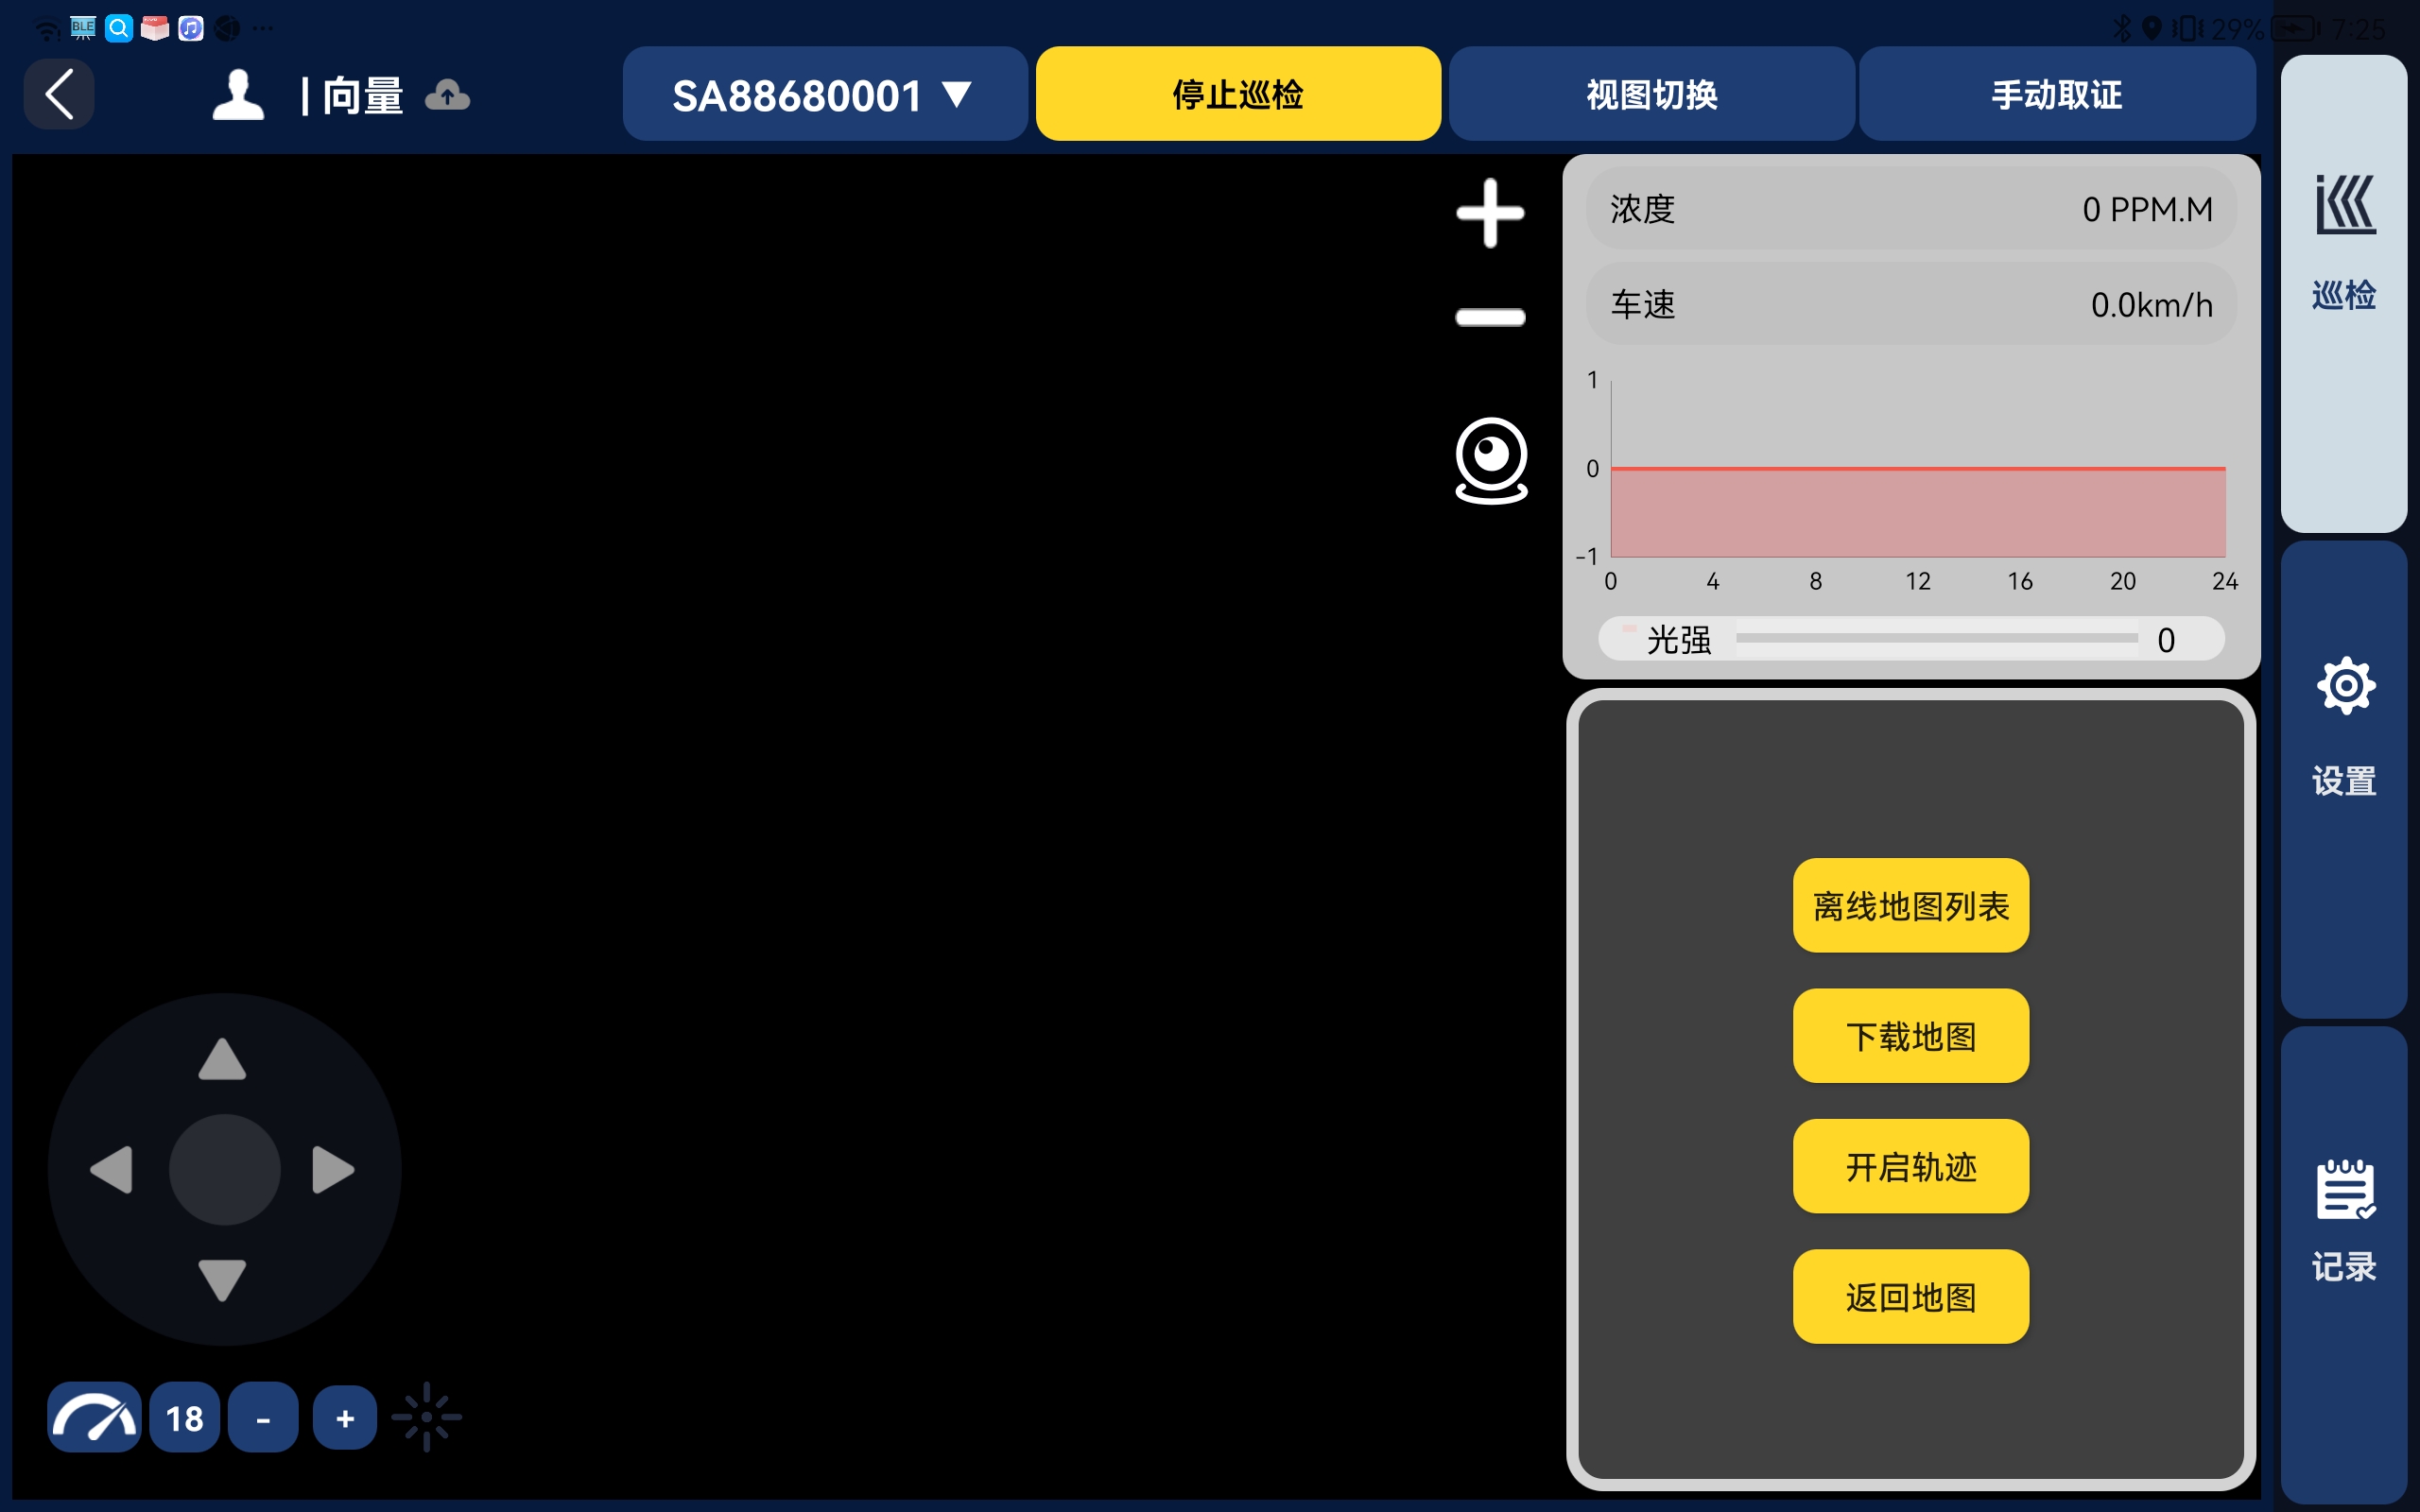 BLE
29%
7:25
| 向量
SA88680001 ▼
停止巡检
视图切换
手动取证
浓度
0 PPM.M
车速
0.0km/h
1
0
-1
0 4 8 12 16 20 24
光强
0
离线地图列表
下载地图
开启轨迹
返回地图
18
-
+
巡检
设置
记录